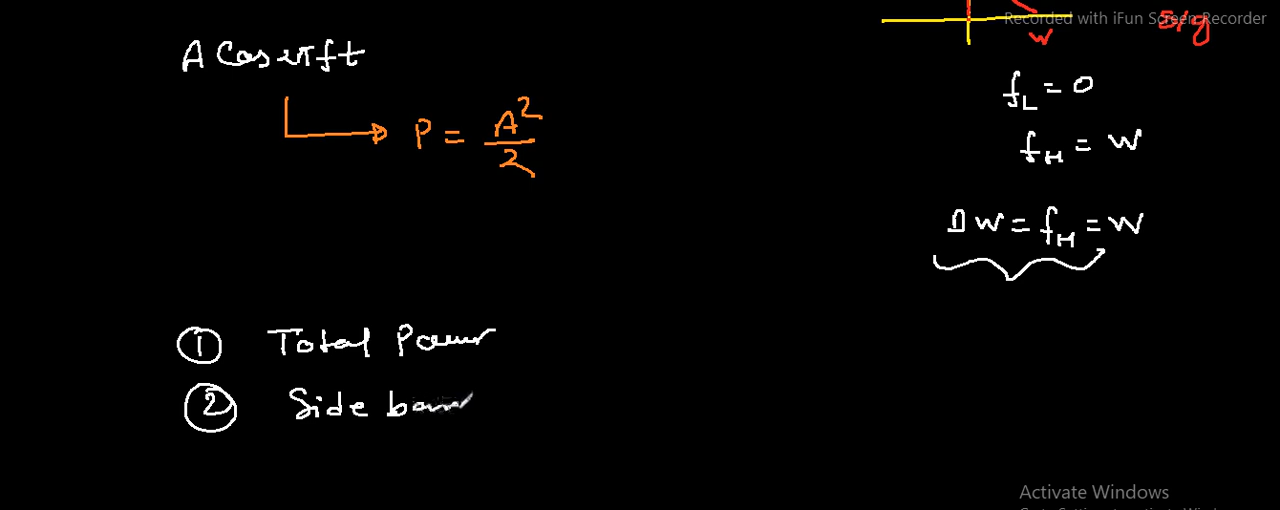 Recorded with iFun Screen Recorder
W
A Cos 2πft
f_L = 0
P = A²/2
f_H = W
BW = f_H = W
① Total Power
② Side band
Activate Windows